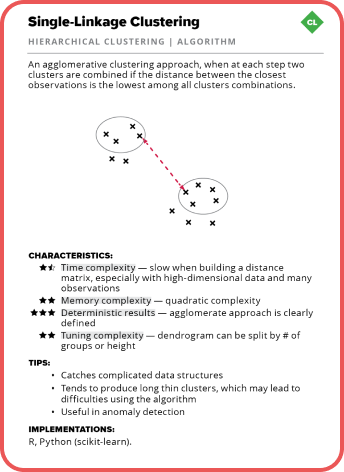 Single-Linkage Clustering
CL
HIERARCHICAL CLUSTERING | ALGORITHM
An agglomerative clustering approach, when at each step two
clusters are combined if the distance between the closest
observations is the lowest among all clusters combinations.
CHARACTERISTICS:
Time complexity — slow when building a distance
matrix, especially with high-dimensional data and many
observations
Memory complexity — quadratic complexity
Deterministic results — agglomerate approach is clearly
defined
Tuning complexity — dendrogram can be split by # of
groups or height
TIPS:
• Catches complicated data structures
• Tends to produce long thin clusters, which may lead to
difficulties using the algorithm
• Useful in anomaly detection
IMPLEMENTATIONS:
R, Python (scikit-learn).